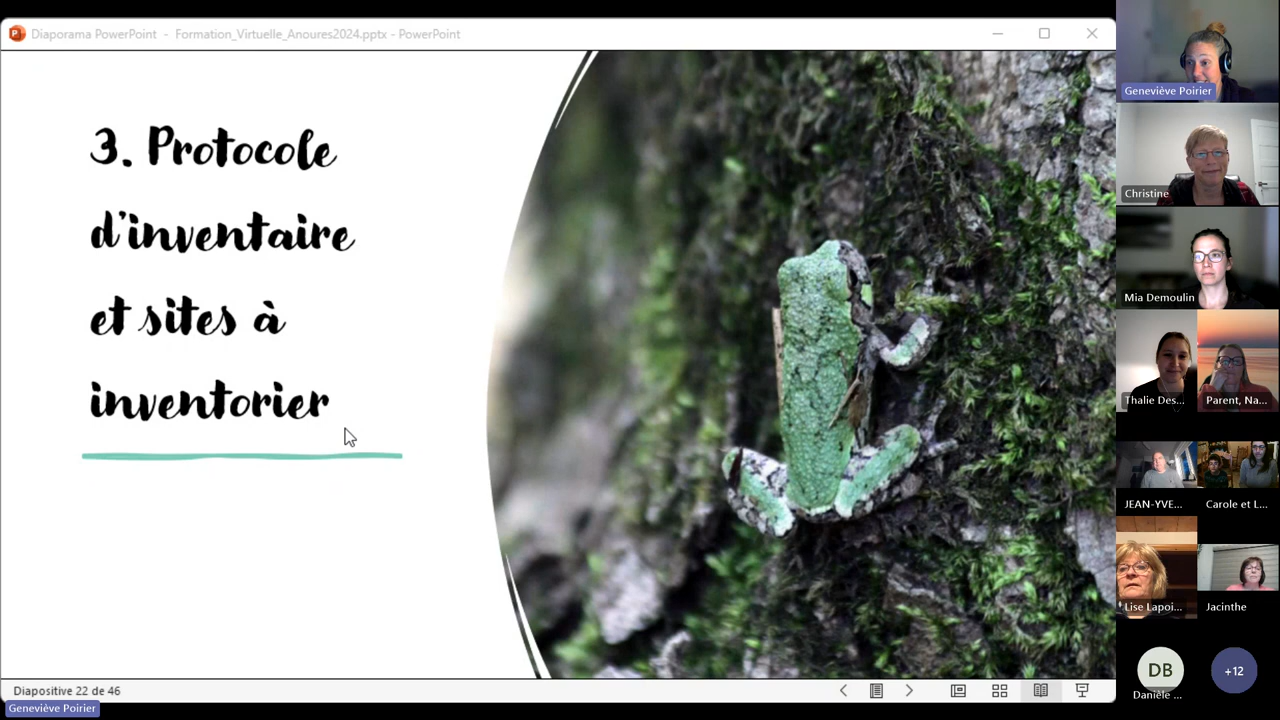 Diaporama PowerPoint - Formation_Virtuelle_Anoures2024.pptx - PowerPoint
3. Protocole
d'inventaire
et sites à
inventorier
Diapositive 22 de 46
Geneviève Poirier
Geneviève Poirier
Christine
Mia Demoulin
Thalie Des...
Parent, Na...
JEAN-YVE...
Carole et L...
Lise Lapoi...
Jacinthe
DB
Danièle ...
+12